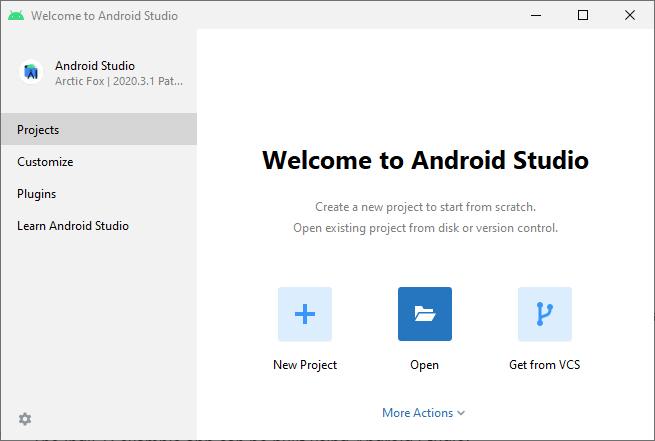 Welcome to Android Studio
Android Studio
Arctic Fox | 2020.3.1 Pat...
Projects
Customize
Plugins
Learn Android Studio
Welcome to Android Studio
Create a new project to start from scratch.
Open existing project from disk or version control.
New Project
Open
Get from VCS
More Actions